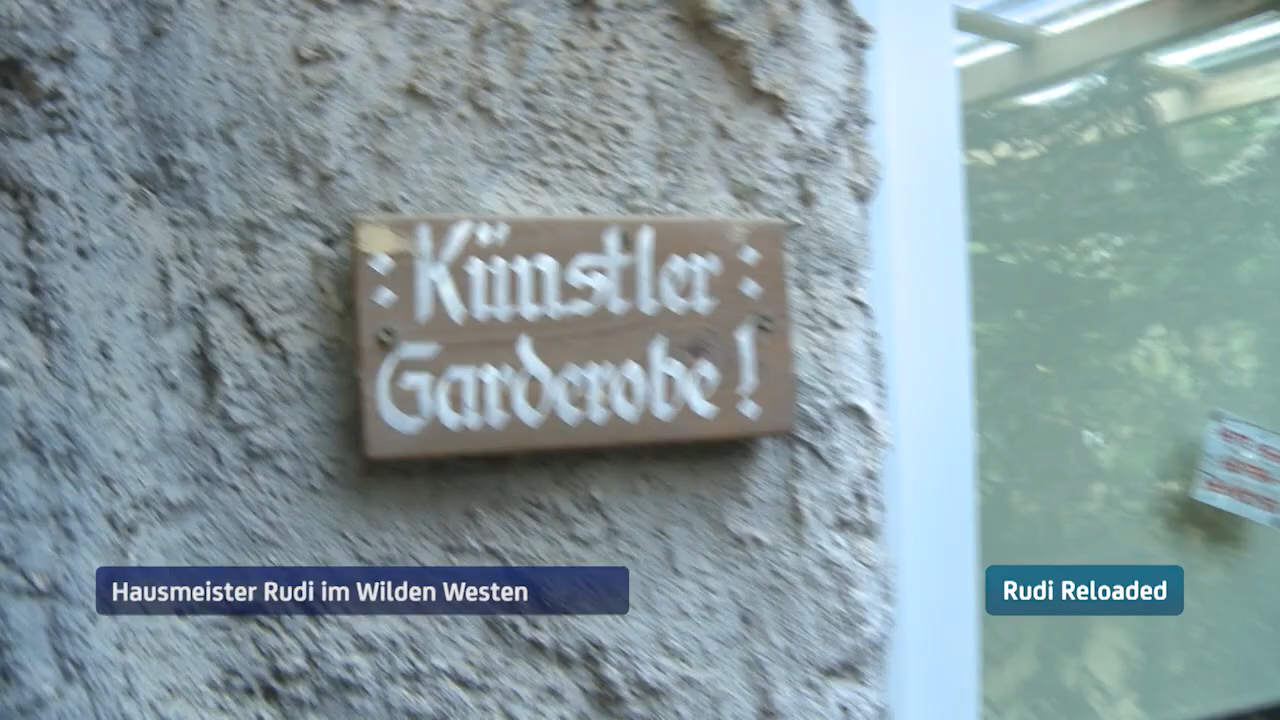 : Künstler :
Garderobe !
Hausmeister Rudi im Wilden Westen
Rudi Reloaded